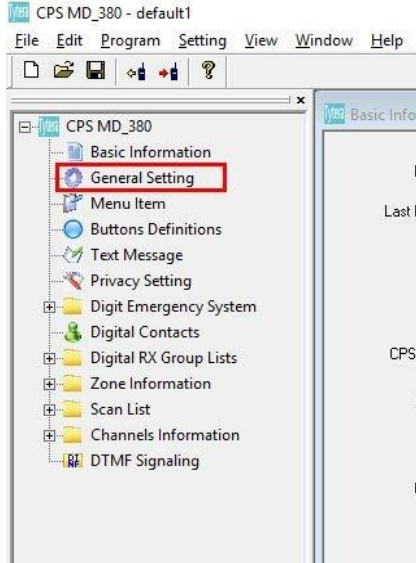 CPS MD_380 - default1
File Edit Program Setting View Window Help
Basic Info
CPS MD_380
Basic Information
General Setting
Menu Item
Buttons Definitions
Text Message
Privacy Setting
Digit Emergency System
Digital Contacts
Digital RX Group Lists
Zone Information
Scan List
Channels Information
DTMF Signaling
Last
CPS